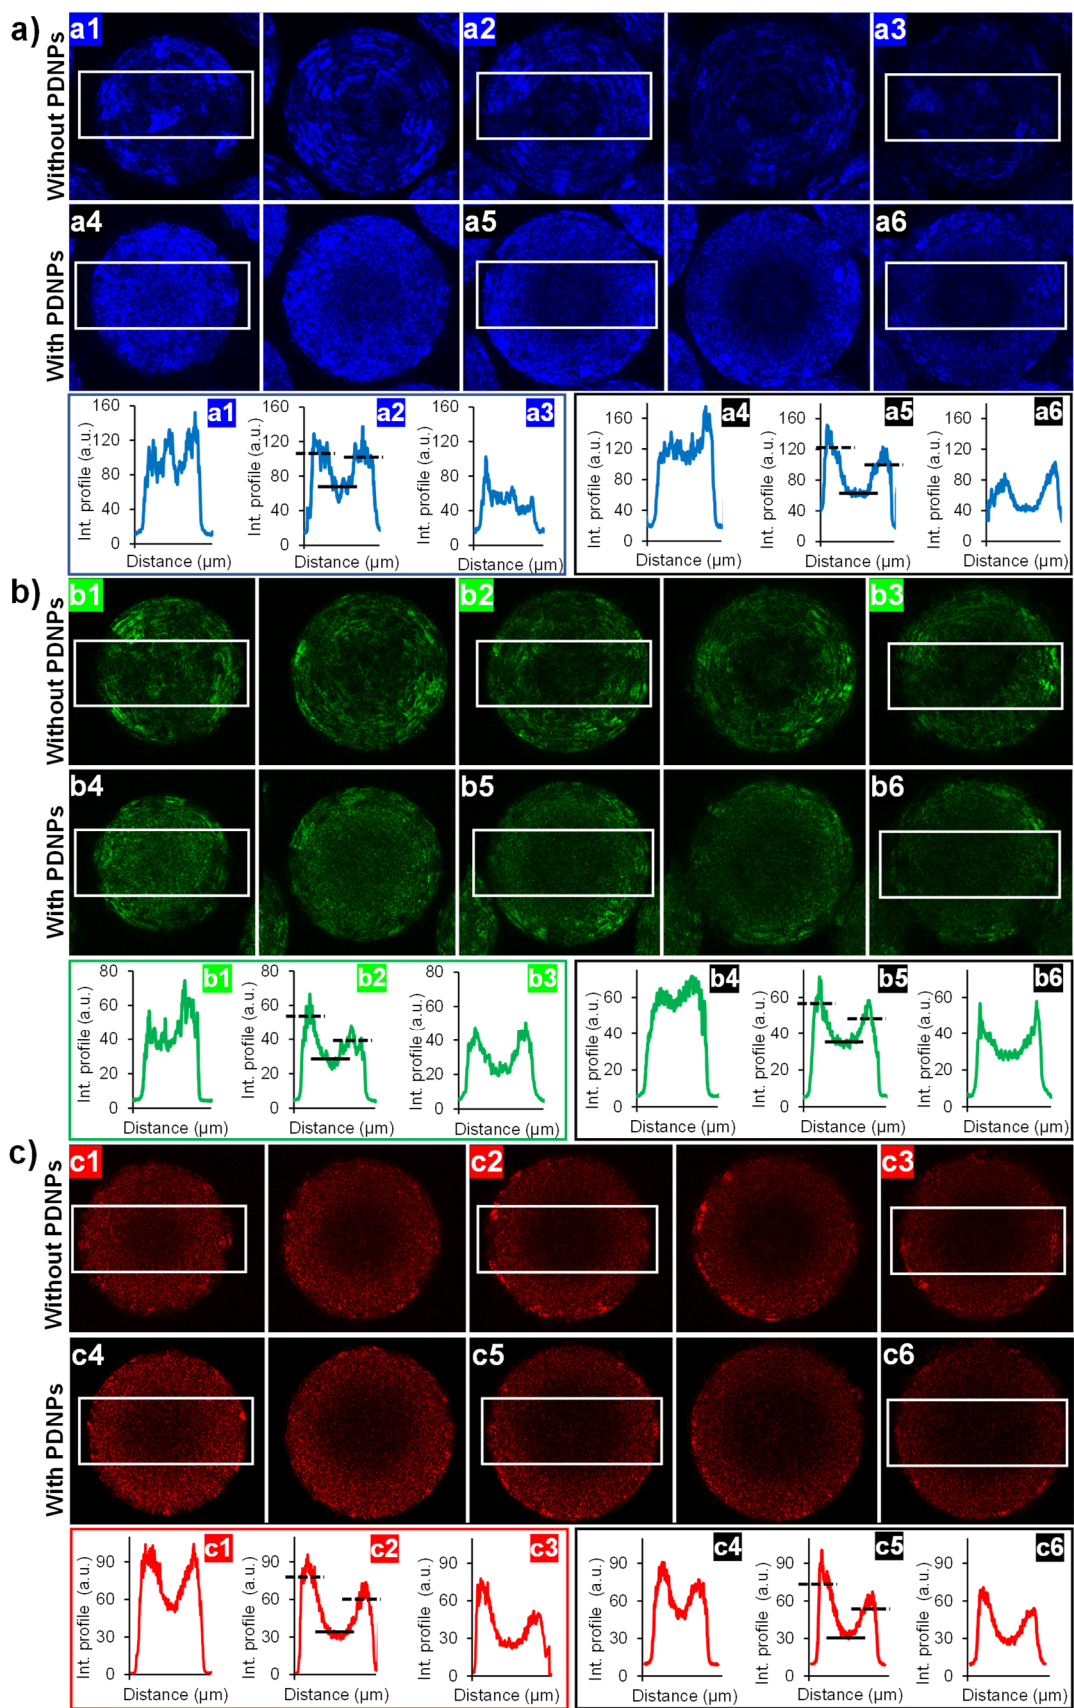 a)
Without PDNPs
a1
a2
a3
With PDNPs
a4
a5
a6
Int. profile (a.u.)
160
120
80
40
0
a1
Distance (µm)
Int. profile (a.u.)
160
120
80
40
0
a2
Distance (µm)
Int. profile (a.u.)
160
120
80
40
0
a3
Distance (µm)
Int. profile (a.u.)
160
120
80
40
0
a4
Distance (µm)
Int. profile (a.u.)
160
120
80
40
0
a5
Distance (µm)
Int. profile (a.u.)
160
120
80
40
0
a6
Distance (µm)
b)
Without PDNPs
b1
b2
b3
With PDNPs
b4
b5
b6
Int. profile (a.u.)
80
60
40
20
0
b1
Distance (µm)
Int. profile (a.u.)
80
60
40
20
0
b2
Distance (µm)
Int. profile (a.u.)
80
60
40
20
0
b3
Distance (µm)
Int. profile (a.u.)
60
40
20
0
b4
Distance (µm)
Int. profile (a.u.)
60
40
20
0
b5
Distance (µm)
Int. profile (a.u.)
60
40
20
0
b6
Distance (µm)
c)
Without PDNPs
c1
c2
c3
With PDNPs
c4
c5
c6
Int. profile (a.u.)
90
60
30
0
c1
Distance (µm)
Int. profile (a.u.)
90
60
30
0
c2
Distance (µm)
Int. profile (a.u.)
90
60
30
0
c3
Distance (µm)
Int. profile (a.u.)
90
60
30
0
c4
Distance (µm)
Int. profile (a.u.)
90
60
30
0
c5
Distance (µm)
Int. profile (a.u.)
90
60
30
0
c6
Distance (µm)